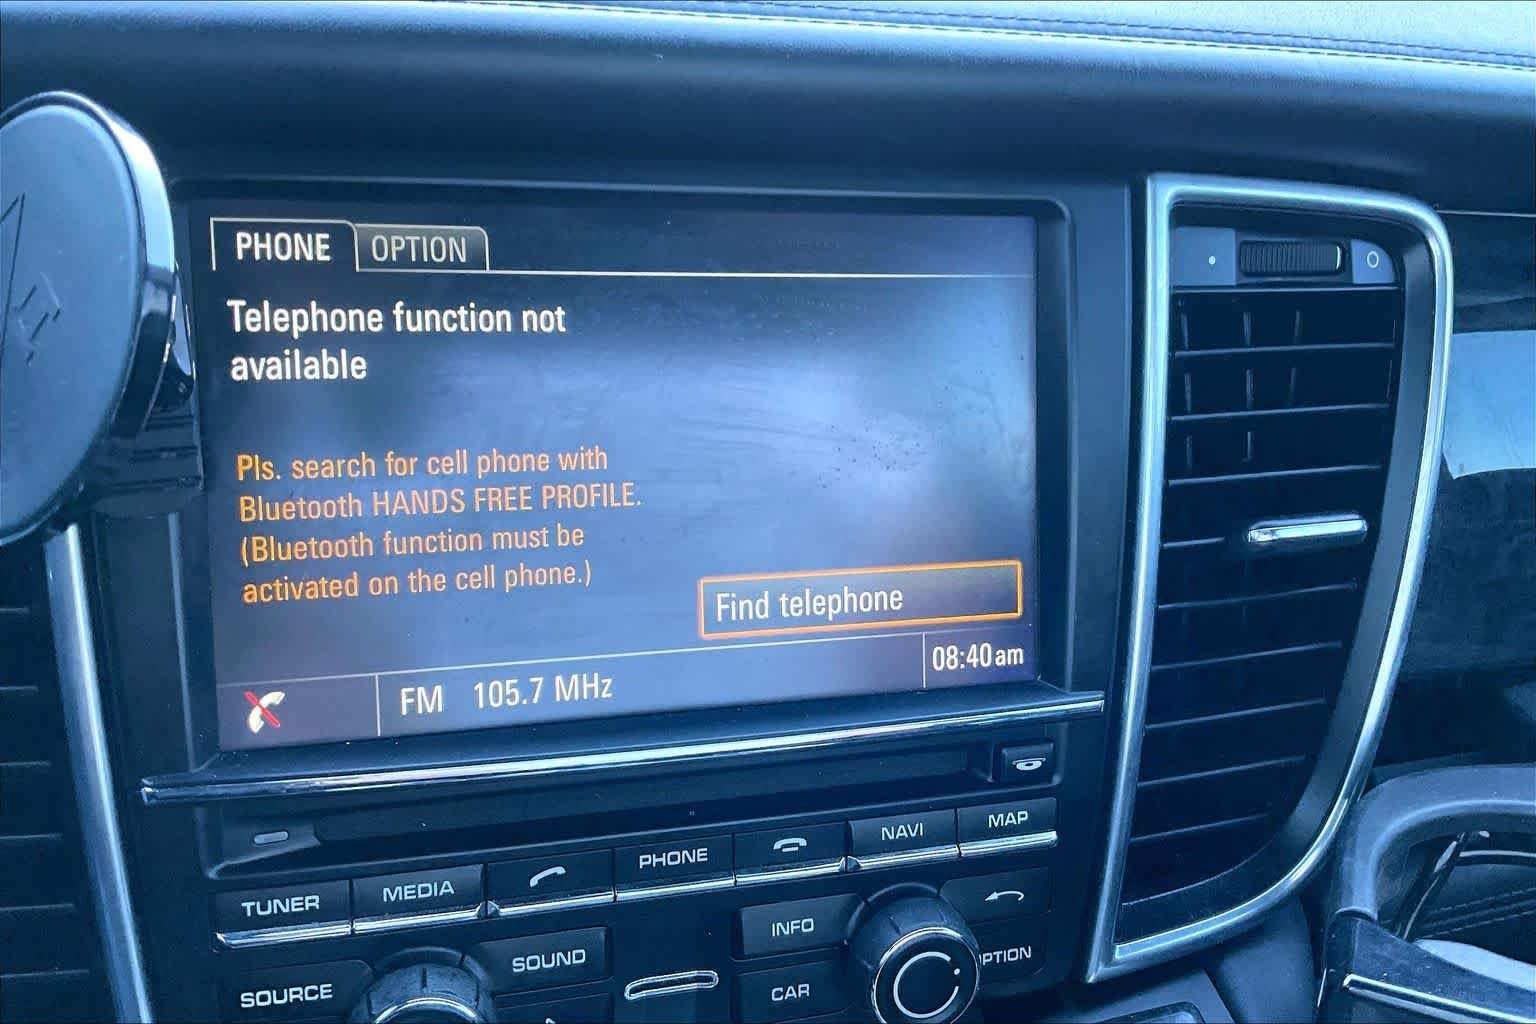 PHONE OPTION
Telephone function not
available
Pls. search for cell phone with
Bluetooth HANDS FREE PROFILE.
(Bluetooth function must be
activated on the cell phone.)
Find telephone
FM 105.7 MHz
08:40am
TUNER MEDIA PHONE NAVI MAP
SOUND INFO
SOURCE CAR PTION